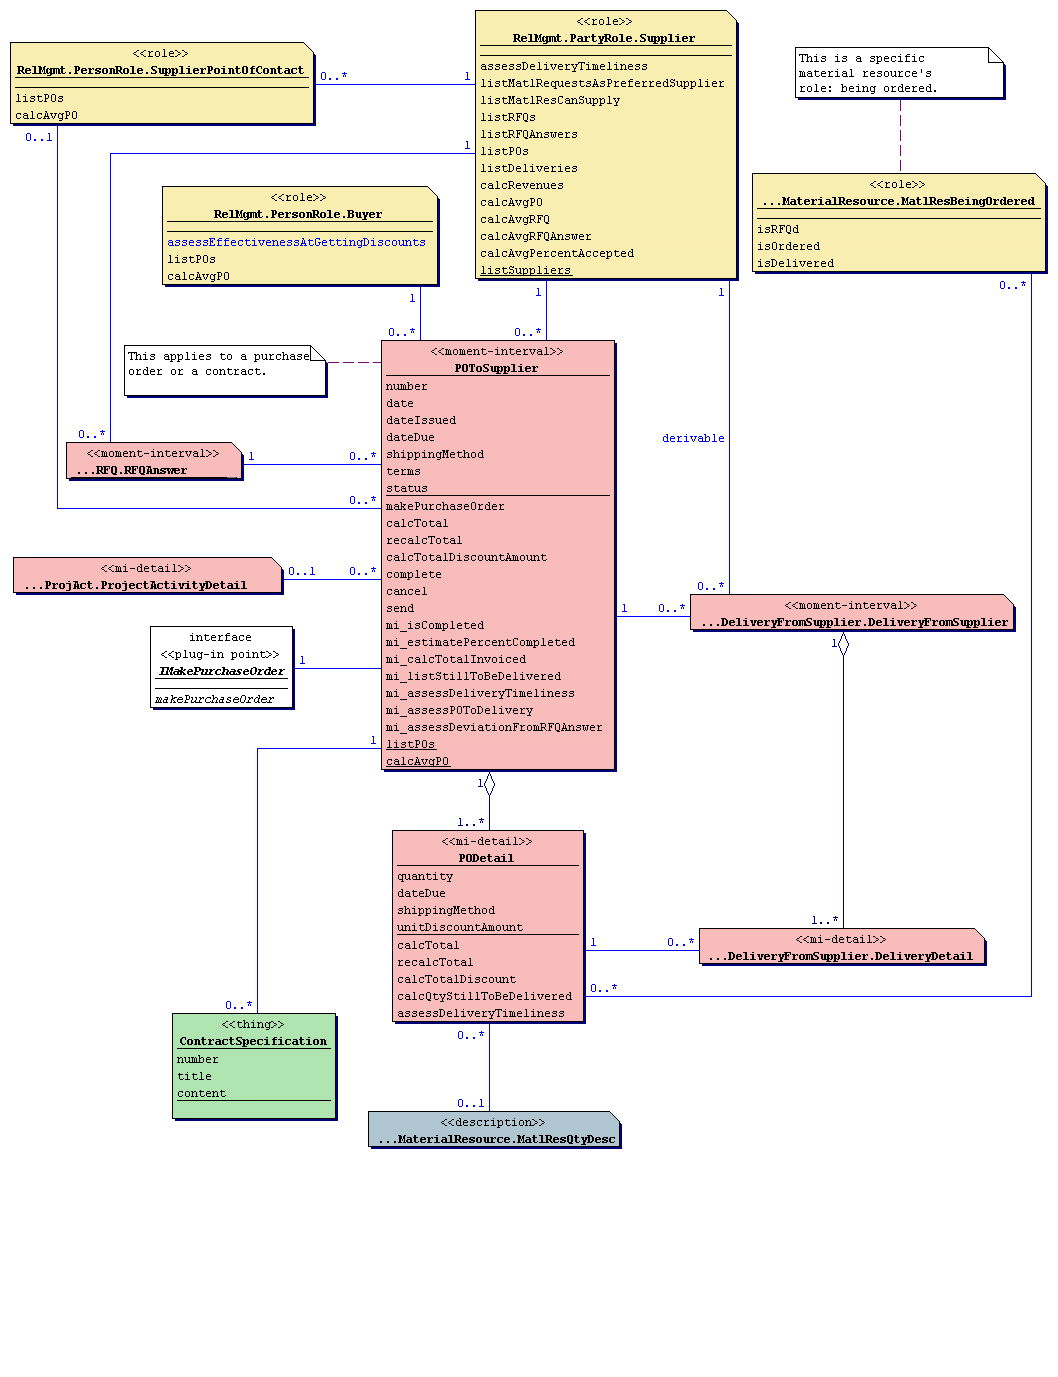 <<role>>
RelMgmt.PersonRole.SupplierPointOfContact
listPOs
calcAvgPO
0..*
1
0..1
<<role>>
RelMgmt.PartyRole.Supplier
assessDeliveryTimeliness
listMatlRequestsAsPreferredSupplier
listMatlResCanSupply
listRFQs
listRFQAnswers
listPOs
listDeliveries
calcRevenues
calcAvgPO
calcAvgRFQ
calcAvgRFQAnswer
calcAvgPercentAccepted
listSuppliers
1
1
1
This is a specific
material resource's
role: being ordered.
<<role>>
...MaterialResource.MatlResBeingOrdered
isRFQd
isOrdered
isDelivered
0..*
<<role>>
RelMgmt.PersonRole.Buyer
assessEffectivenessAtGettingDiscounts
listPOs
calcAvgPO
1
0..*
0..*
This applies to a purchase
order or a contract.
<<moment-interval>>
POToSupplier
number
date
dateIssued
dateDue
shippingMethod
terms
status
makePurchaseOrder
calcTotal
recalcTotal
calcTotalDiscountAmount
complete
cancel
send
mi_isCompleted
mi_estimatePercentCompleted
mi_calcTotalInvoiced
mi_listStillToBeDelivered
mi_assessDeliveryTimeliness
mi_assessPOToDelivery
mi_assessDeviationFromRFQAnswer
listPOs
calcAvgPO
0..*
<<moment-interval>>
...RFQ.RFQAnswer
1
0..*
0..*
derivable
<<mi-detail>>
...ProjAct.ProjectActivityDetail
0..1
0..*
0..*
<<moment-interval>>
...DeliveryFromSupplier.DeliveryFromSupplier
1
0..*
1
interface
<<plug-in point>>
IMakePurchaseOrder
makePurchaseOrder
1
1
1
1..*
<<mi-detail>>
PODetail
quantity
dateDue
shippingMethod
unitDiscountAmount
calcTotal
recalcTotal
calcTotalDiscount
calcQtyStillToBeDelivered
assessDeliveryTimeliness
1..*
<<mi-detail>>
...DeliveryFromSupplier.DeliveryDetail
1
0..*
0..*
0..*
<<thing>>
ContractSpecification
number
title
content
0..*
0..1
<<description>>
...MaterialResource.MatlResQtyDesc